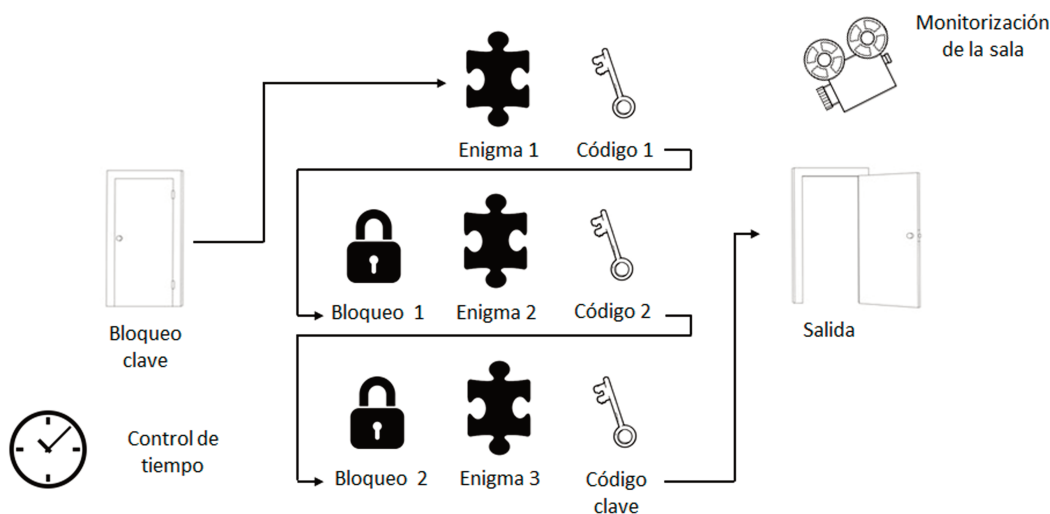 Monitorización
de la sala
Enigma 1
Código 1
Bloqueo 1
Enigma 2
Código 2
Bloqueo
clave
Salida
Control de
tiempo
Bloqueo 2
Enigma 3
Código
clave